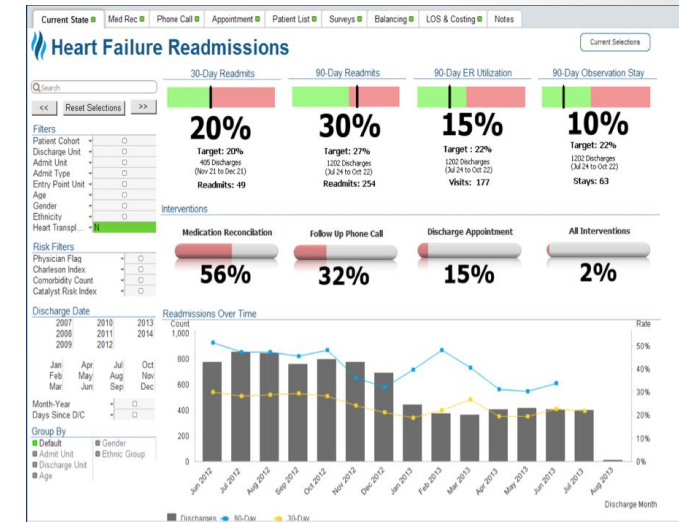 Current State Med Rec Phone Call Appointment Patient List Surveys Balancing LOS & Costing Notes
Heart Failure Readmissions
Current Selections
Search
<< Reset Selections >>
Filters
Patient Cohort
Discharge Unit
Admit Unit
Admit Type
Entry Point Unit
Age
Gender
Ethnicity
Heart Transpl... N
Risk Filters
Physician Flag
Charleson Index
Comorbidity Count
Catalyst Risk Index
Discharge Date
2007 2010 2013
2008 2011 2014
2009 2012
Jan Apr Jul Oct
Feb May Aug Nov
Mar Jun Sep Dec
Month-Year
Days Since D/C
Group By
Default Gender
Admit Unit Ethnic Group
Discharge Unit
Age
30-Day Readmits
20%
Target: 20%
405 Discharges
(Nov 21 to Dec 21)
Readmits: 49
90-Day Readmits
30%
Target: 27%
1202 Discharges
(Jul 24 to Oct 22)
Readmits: 254
90-Day ER Utilization
15%
Target : 22%
1202 Discharges
(Jul 24 to Oct 22)
Visits: 177
90-Day Observation Stay
10%
Target: 22%
1202 Discharges
(Jul 24 to Oct 22)
Stays: 63
Interventions
Medication Reconcilation
56%
Follow Up Phone Call
32%
Discharge Appointment
15%
All Interventions
2%
Readmissions Over Time
Count Rate
1,000
800
600
400
200
0
50%
40%
30%
20%
10%
0%
Jun 2012 Jul 2012 Aug 2012 Sep 2012 Oct 2012 Nov 2012 Dec 2012 Jan 2013 Feb 2013 Mar 2013 Apr 2013 May 2013 Jun 2013 Jul 2013 Aug 2013
Discharge Month
Discharges 90-Day 30-Day